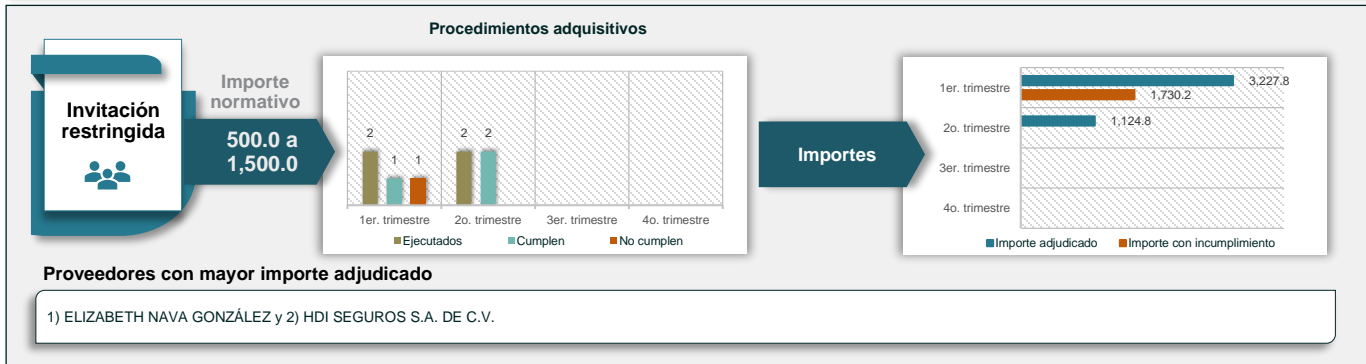 Procedimientos adquisitivos
Invitación
restringida
Importe
normativo
500.0 a
1,500.0
2
1
1
2
2
1er. trimestre
2o. trimestre
3er. trimestre
4o. trimestre
Ejecutados
Cumplen
No cumplen
Importes
1er. trimestre
3,227.8
1,730.2
2o. trimestre
1,124.8
3er. trimestre
4o. trimestre
Importe adjudicado
Importe con incumplimiento
Proveedores con mayor importe adjudicado
1) ELIZABETH NAVA GONZÁLEZ y 2) HDI SEGUROS S.A. DE C.V.